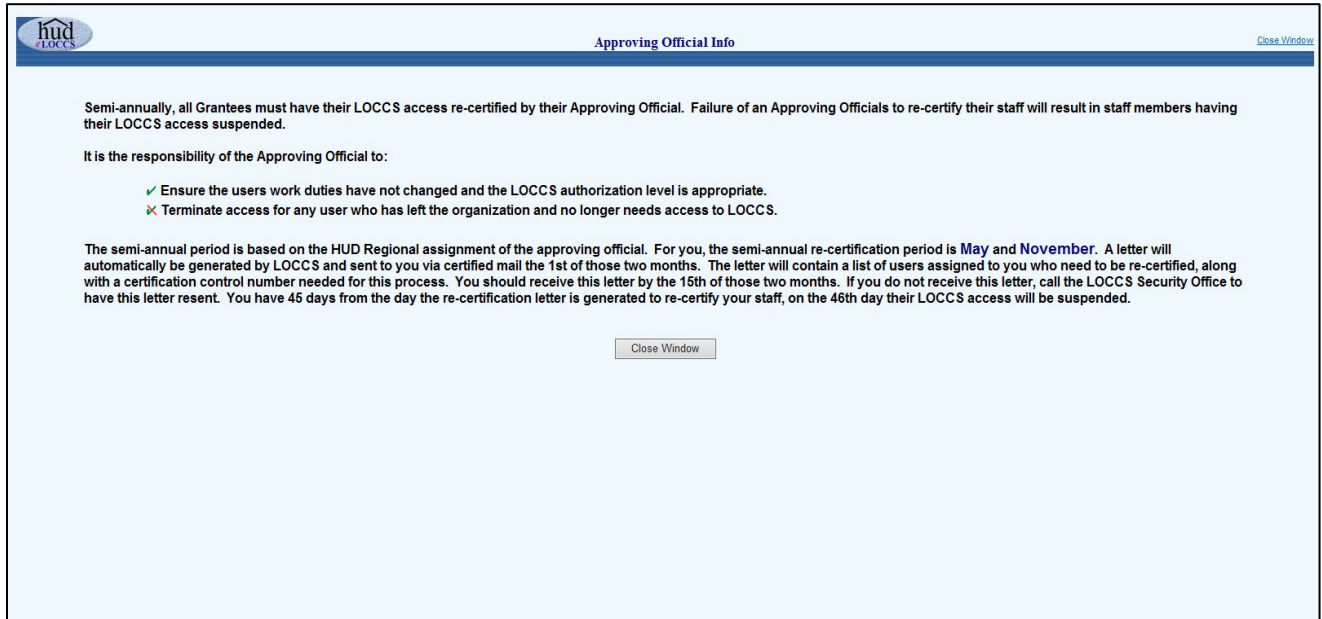 hud
eLOCCS
Approving Official Info
Close Window
Semi-annually, all Grantees must have their LOCCS access re-certified by their Approving Official. Failure of an Approving Officials to re-certify their staff will result in staff members having
their LOCCS access suspended.
It is the responsibility of the Approving Official to:
✔ Ensure the users work duties have not changed and the LOCCS authorization level is appropriate.
✘ Terminate access for any user who has left the organization and no longer needs access to LOCCS.
The semi-annual period is based on the HUD Regional assignment of the approving official. For you, the semi-annual re-certification period is May and November. A letter will
automatically be generated by LOCCS and sent to you via certified mail the 1st of those two months. The letter will contain a list of users assigned to you who need to be re-certified, along
with a certification control number needed for this process. You should receive this letter by the 15th of those two months. If you do not receive this letter, call the LOCCS Security Office to
have this letter resent. You have 45 days from the day the re-certification letter is generated to re-certify your staff, on the 46th day their LOCCS access will be suspended.
Close Window